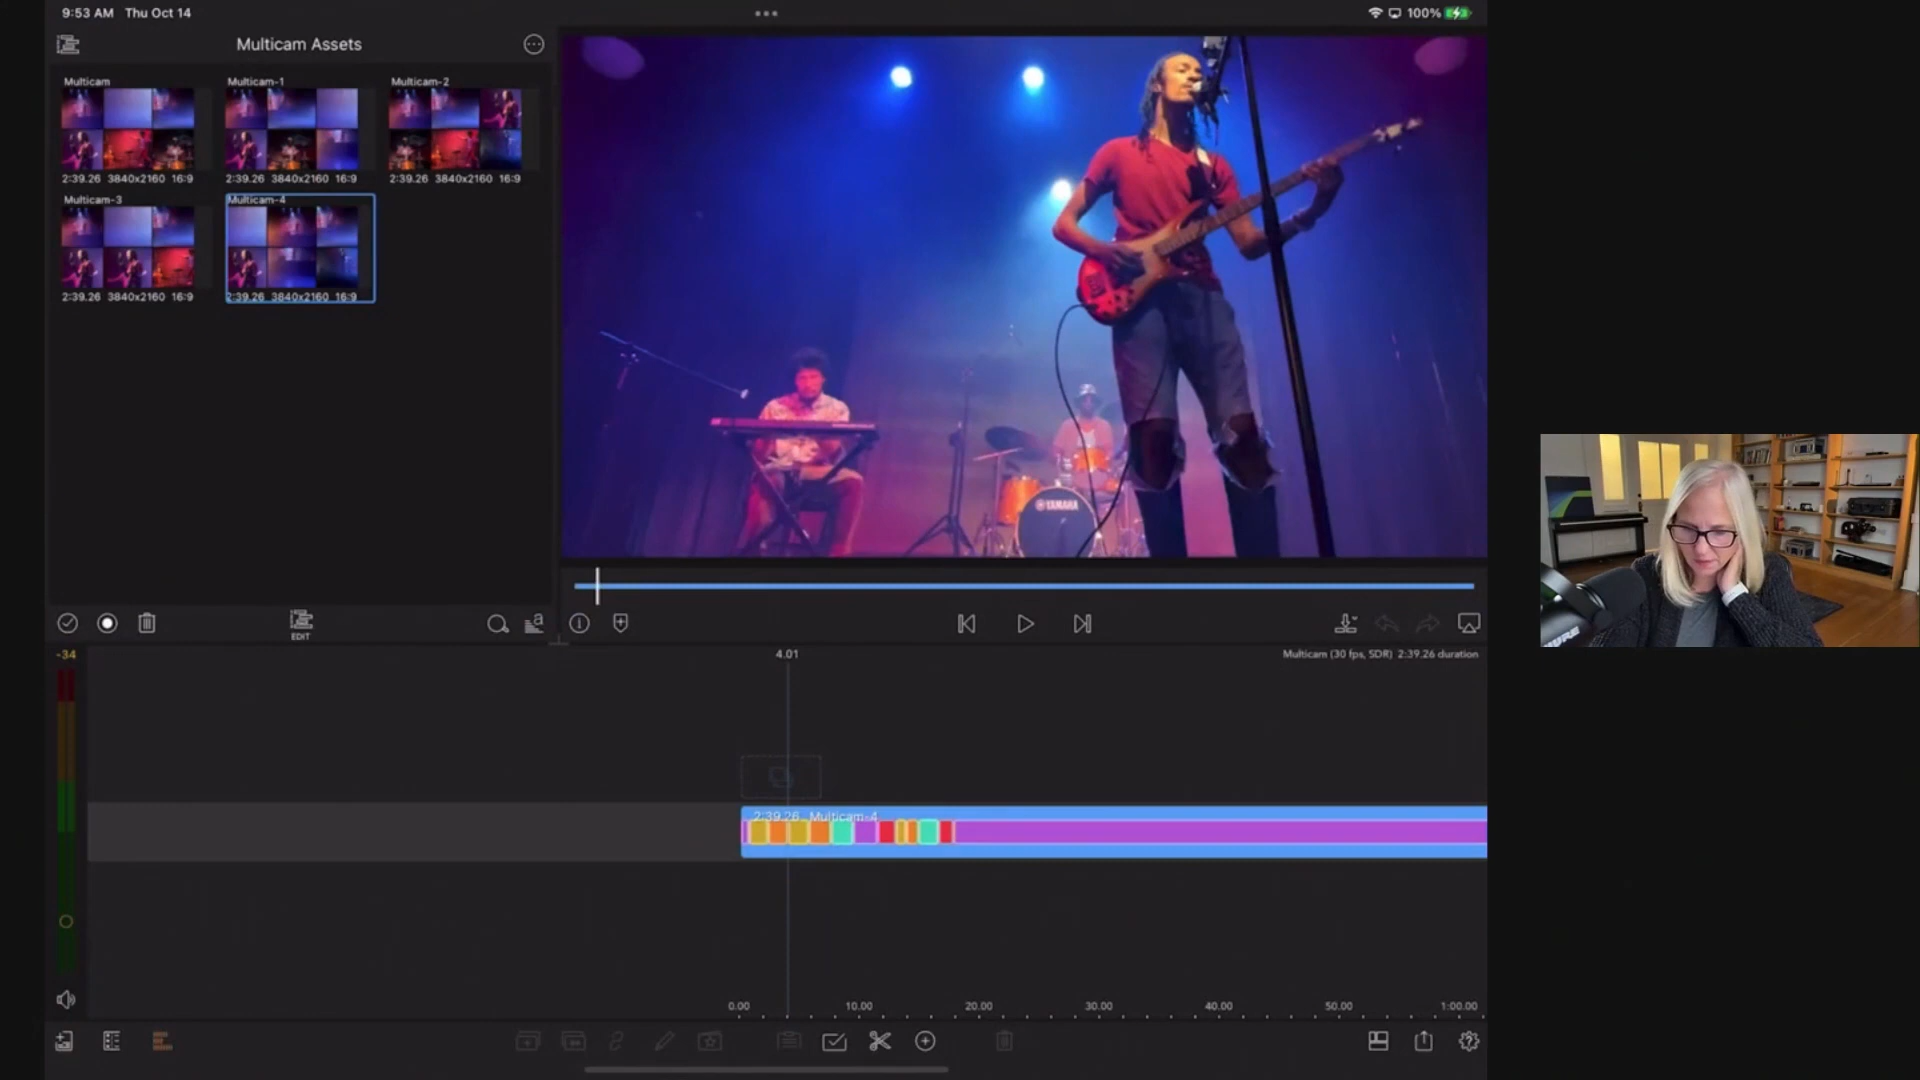 9:53 AM Thu Oct 14
100%
Multicam Assets
Multicam
Multicam-1
Multicam-2
2:39.26 3840x2160 16:9
2:39.26 3840x2160 16:9
2:39.26 3840x2160 16:9
Multicam-3
Multicam-4
2:39.26 3840x2160 16:9
2:39.26 3840x2160 16:9
YAMAHA
SHURE
EDIT
-34
4.01
Multicam (30 fps, SDR) 2:39.26 duration
2:39.26 Multicam-4
0.00 10.00 20.00 30.00 40.00 50.00 1:00.00